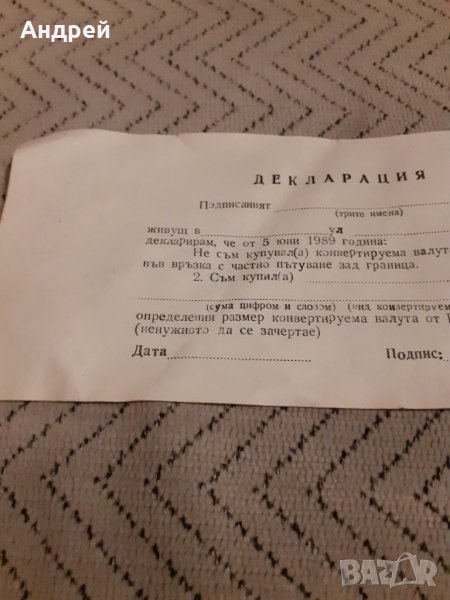 Андрей
ДЕКЛАРАЦИЯ
Подписаният
(трите имена)
живущ в ул
декларирам, че от 5 юни 1989 година:
Не съм купувал(а) конвертируема валута
във връзка с частно пътуване зад граница.
2. Съм купил(а)
(сума цифром и словом) (вид конвертируем
определения размер конвертируема валута от
(ненужното да се зачертае)
Дата Подпис:
BAZAR